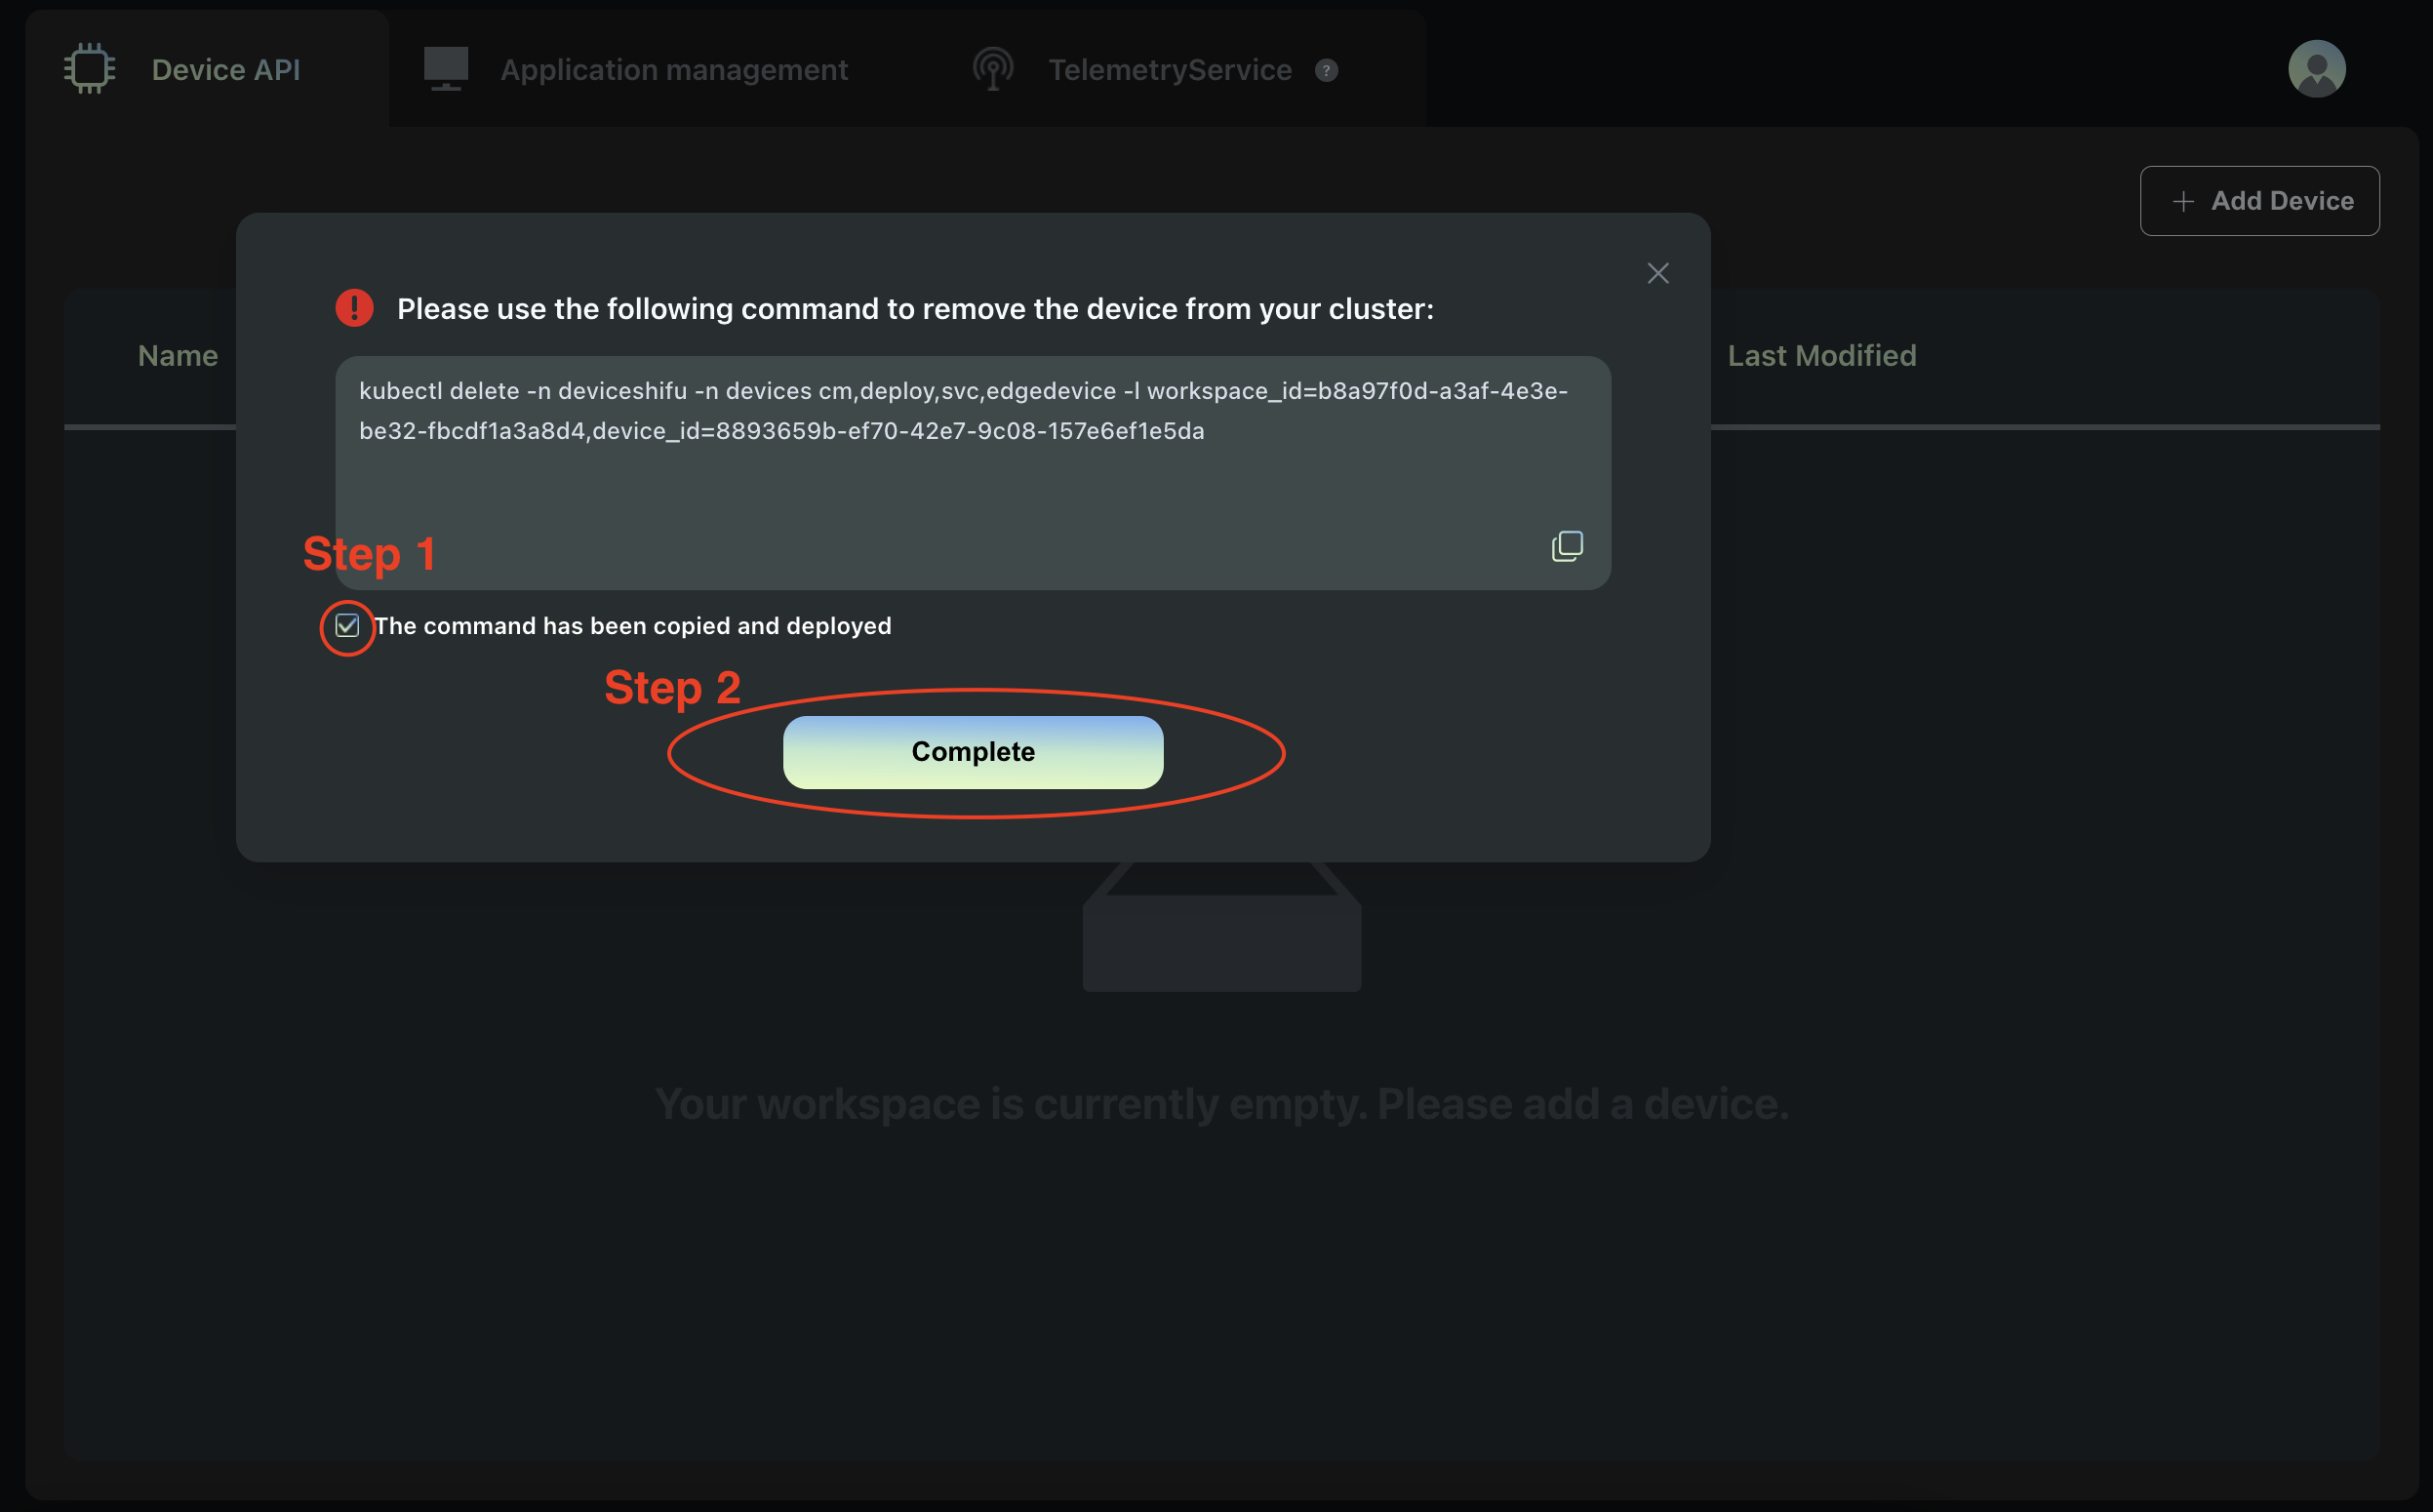 Device API
Application management
TelemetryService ?
+ Add Device
Please use the following command to remove the device from your cluster:
Name
Last Modified
kubectl delete -n deviceshifu -n devices cm,deploy,svc,edgedevice -l workspace_id=b8a97f0d-a3af-4e3e-
be32-fbcdf1a3a8d4,device_id=8893659b-ef70-42e7-9c08-157e6ef1e5da
Step 1
The command has been copied and deployed
Step 2
Complete
Your workspace is currently empty. Please add a device.